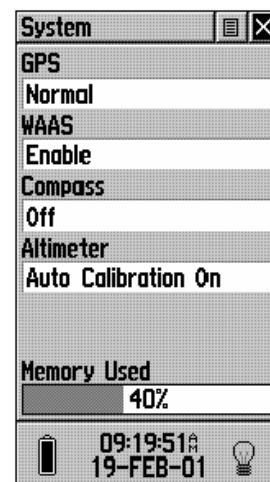 System
GPS
Normal
WAAS
Enable
Compass
Off
Altimeter
Auto Calibration On
Memory Used
40%
09:19:51AM
19-FEB-01